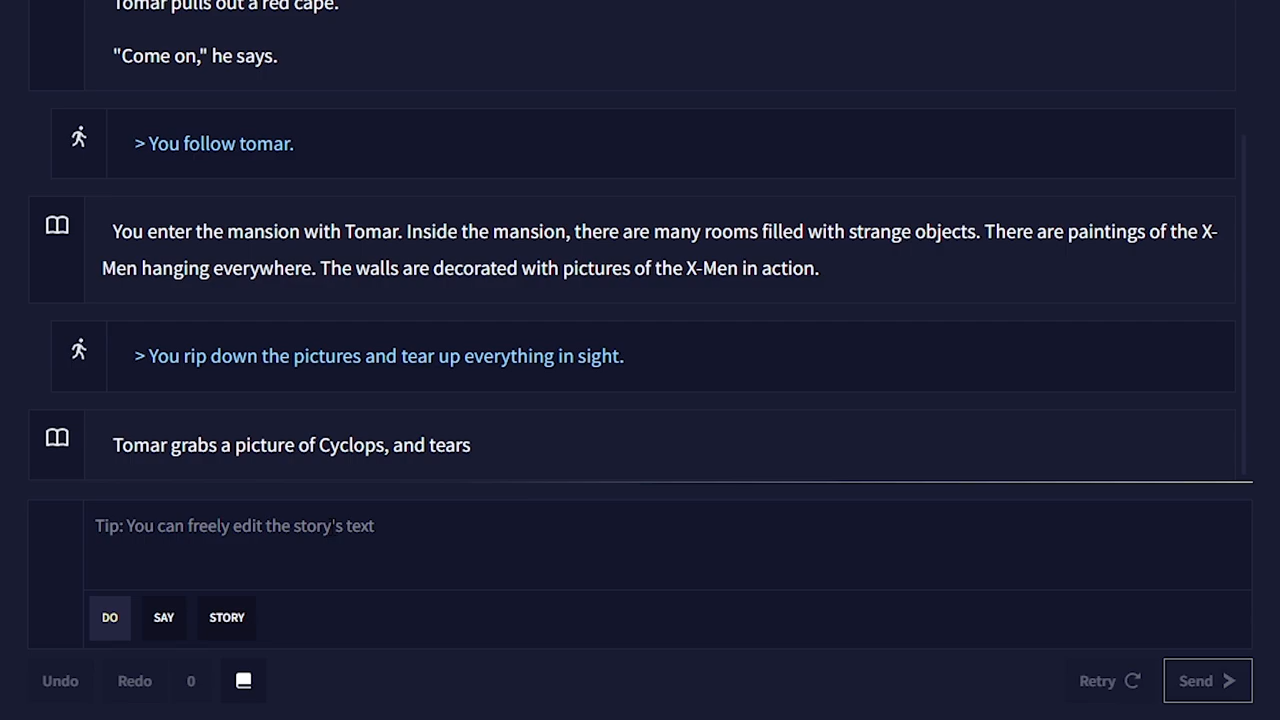 Tomar pulls out a red cape.
"Come on," he says.
> You follow tomar.
You enter the mansion with Tomar. Inside the mansion, there are many rooms filled with strange objects. There are paintings of the X-
Men hanging everywhere. The walls are decorated with pictures of the X-Men in action.
> You rip down the pictures and tear up everything in sight.
Tomar grabs a picture of Cyclops, and tears
Tip: You can freely edit the story's text
DO SAY STORY
Undo Redo 0 Retry Send